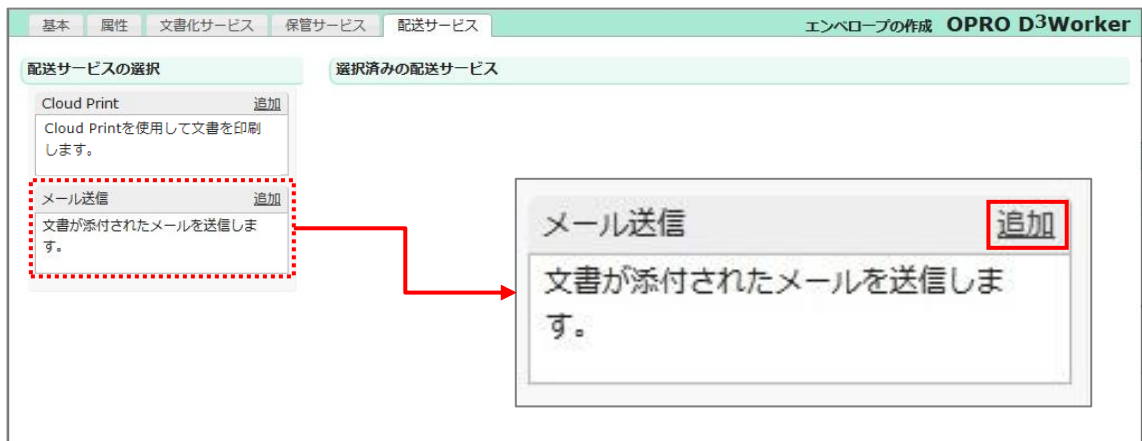 基本 属性 文書化サービス 保管サービス 配送サービス エンベロープの作成 OPRO D3Worker
配送サービスの選択 選択済みの配送サービス
Cloud Print 追加
Cloud Printを使用して文書を印刷
します。
メール送信 追加
文書が添付されたメールを送信しま
す。
メール送信 追加
文書が添付されたメールを送信しま
す。